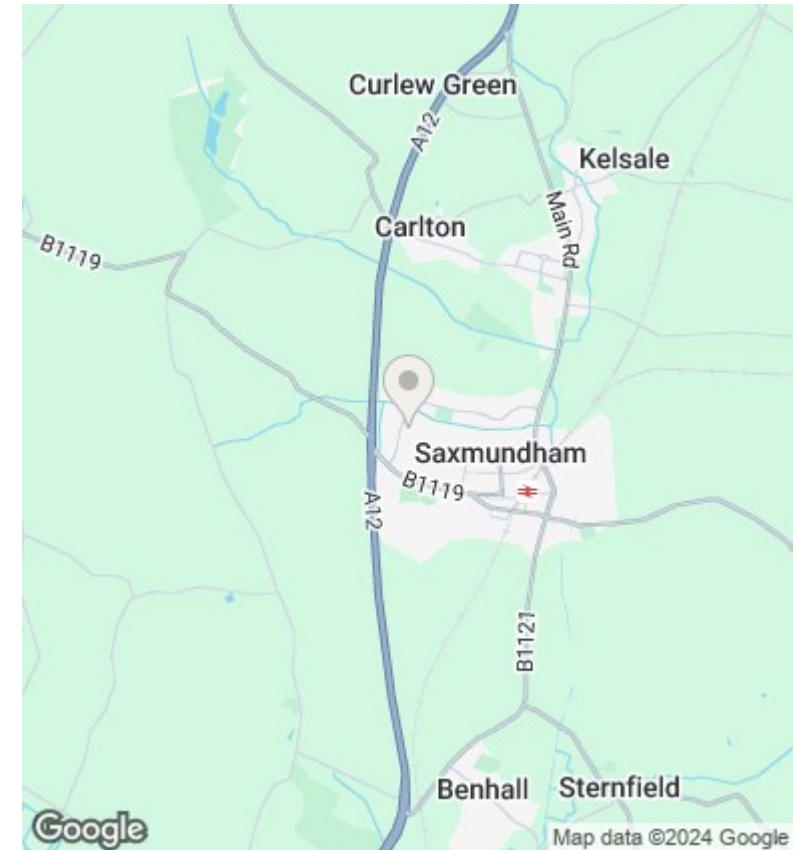 Curlew Green
A12
Kelsale
Main Rd
Carlton
B1119
Saxmundham
B1119
A12
B1121
Benhall
Sternfield
Google
Map data ©2024 Google